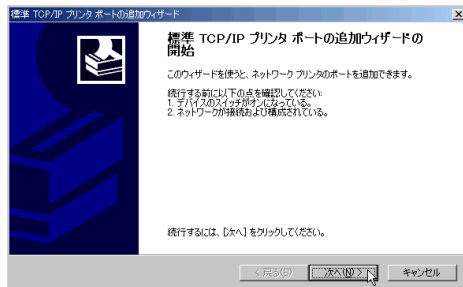 標準 TCP/IP プリンタ ポートの追加ウィザード
標準 TCP/IP プリンタ ポートの追加ウィザードの
開始
このウィザードを使うと、ネットワーク プリンタのポートを追加できます。
続行する前に以下の点を確認してください:
1. デバイスのスイッチがオンになっている。
2. ネットワークが接続および構成されている。
続行するには、[次へ] をクリックしてください。
< 戻る(B)
次へ(N) >
キャンセル